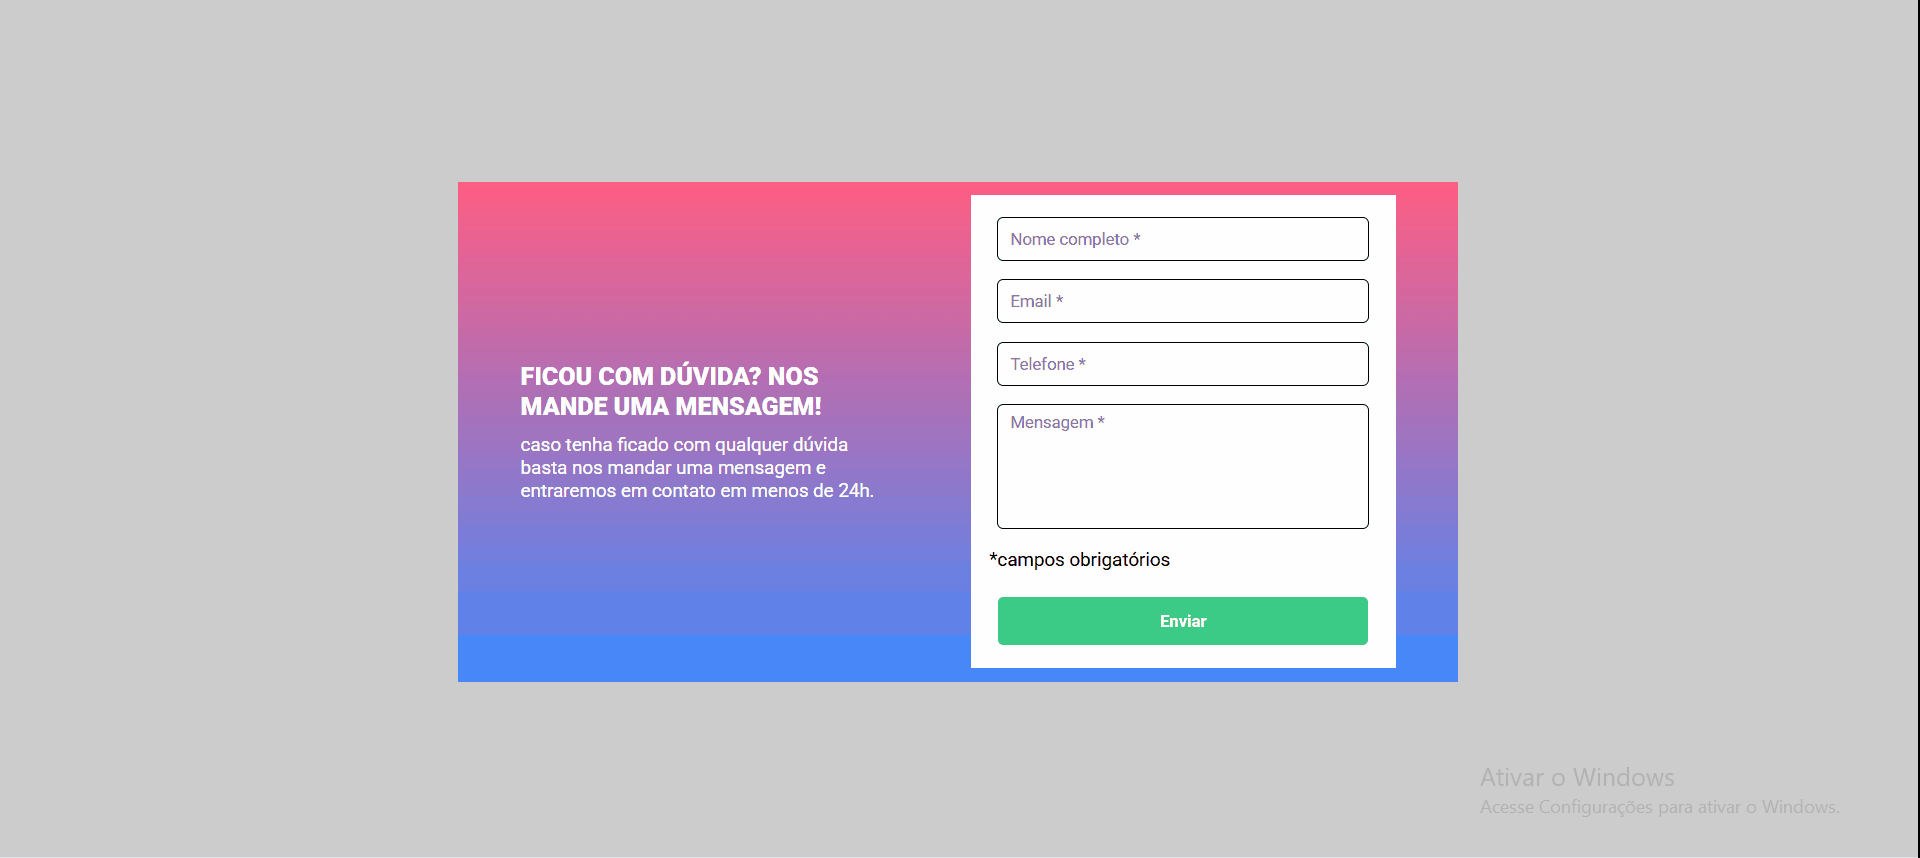 FICOU COM DÚVIDA? NOS
MANDE UMA MENSAGEM!
caso tenha ficado com qualquer dúvida
basta nos mandar uma mensagem e
entraremos em contato em menos de 24h.
Nome completo *
Email *
Telefone *
Mensagem *
*campos obrigatórios
Enviar
Ativar o Windows
Acesse Configurações para ativar o Windows.